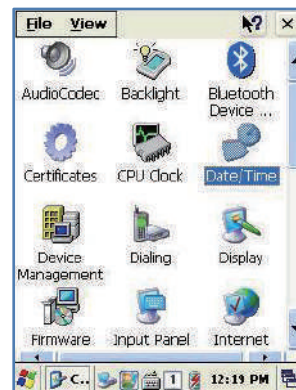 File View ?
AudioCodec Backlight Bluetooth
Device ...
Certificates CPU Clock Date/Time
Device Dialing Display
Management
Firmware Input Panel Internet
C.. 1 12:19 PM